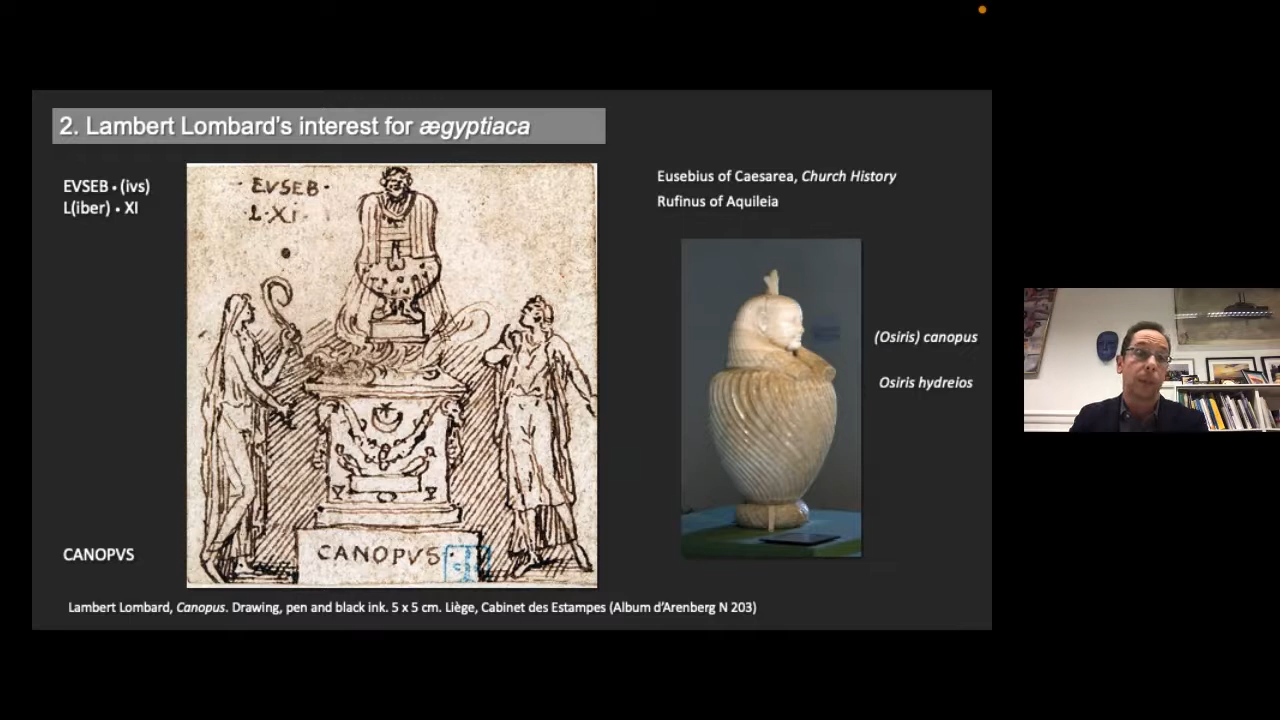 2. Lambert Lombard's interest for ægyptiaca
EVSEB • (ivs)
L(iber) • XI
EVSEB •
L • XI •
CANOPVS
CANOPVS
Eusebius of Caesarea, Church History
Rufinus of Aquileia
(Osiris) canopus
Osiris hydreios
Lambert Lombard, Canopus. Drawing, pen and black ink. 5 x 5 cm. Liège, Cabinet des Estampes (Album d'Arenberg N 203)